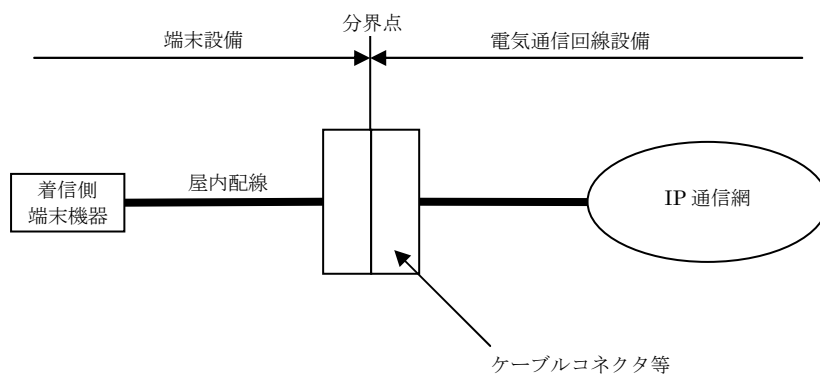 分界点
端末設備
電気通信回線設備
着信側
端末機器
屋内配線
IP 通信網
ケーブルコネクタ等